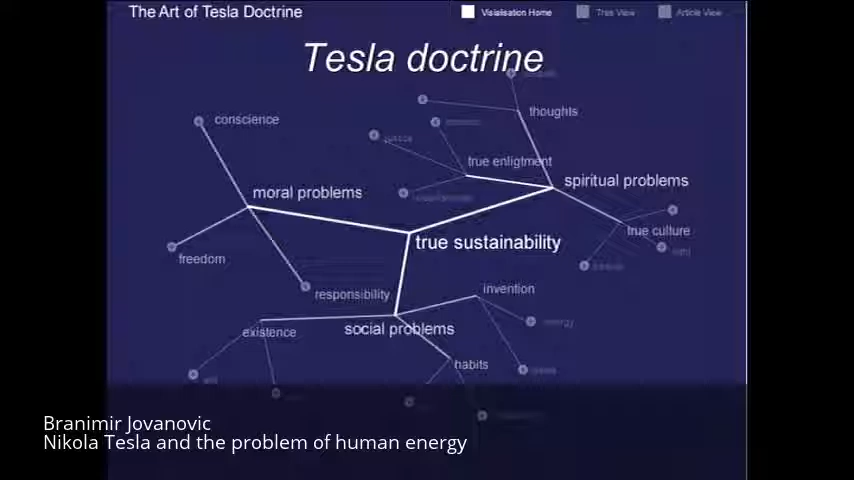 The Art of Tesla Doctrine
Visialisation Home
Tree View
Article View
Tesla doctrine
conscience
thoughts
true enligtment
spiritual problems
moral problems
true culture
true sustainability
freedom
invention
responsibility
social problems
existence
energy
habits
Branimir Jovanovic
Nikola Tesla and the problem of human energy